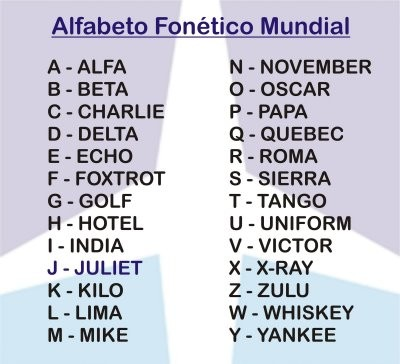 Alfabeto Fonético Mundial
A - ALFA
B - BETA
C - CHARLIE
D - DELTA
E - ECHO
F - FOXTROT
G - GOLF
H - HOTEL
I - INDIA
J - JULIET
K - KILO
L - LIMA
M - MIKE
N - NOVEMBER
O - OSCAR
P - PAPA
Q - QUEBEC
R - ROMA
S - SIERRA
T - TANGO
U - UNIFORM
V - VICTOR
X - X-RAY
Z - ZULU
W - WHISKEY
Y - YANKEE